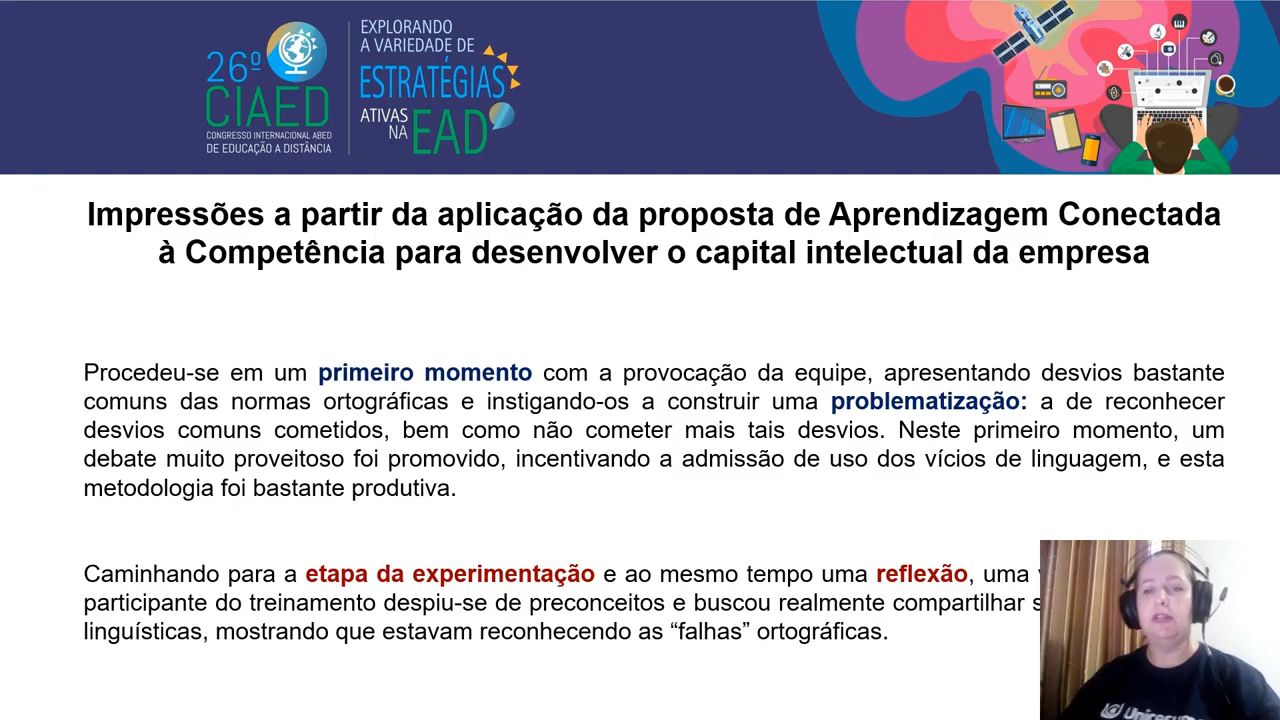 26º
CIAED
CONGRESSO INTERNACIONAL ABED
DE EDUCAÇÃO A DISTÂNCIA
EXPLORANDO
A VARIEDADE DE
ESTRATÉGIAS
ATIVAS
NA EAD
Impressões a partir da aplicação da proposta de Aprendizagem Conectada
à Competência para desenvolver o capital intelectual da empresa
Procedeu-se em um primeiro momento com a provocação da equipe, apresentando desvios bastante
comuns das normas ortográficas e instigando-os a construir uma problematização: a de reconhecer
desvios comuns cometidos, bem como não cometer mais tais desvios. Neste primeiro momento, um
debate muito proveitoso foi promovido, incentivando a admissão de uso dos vícios de linguagem, e esta
metodologia foi bastante produtiva.
Caminhando para a etapa da experimentação e ao mesmo tempo uma reflexão, uma
participante do treinamento despiu-se de preconceitos e buscou realmente compartilhar
linguísticas, mostrando que estavam reconhecendo as “falhas” ortográficas.